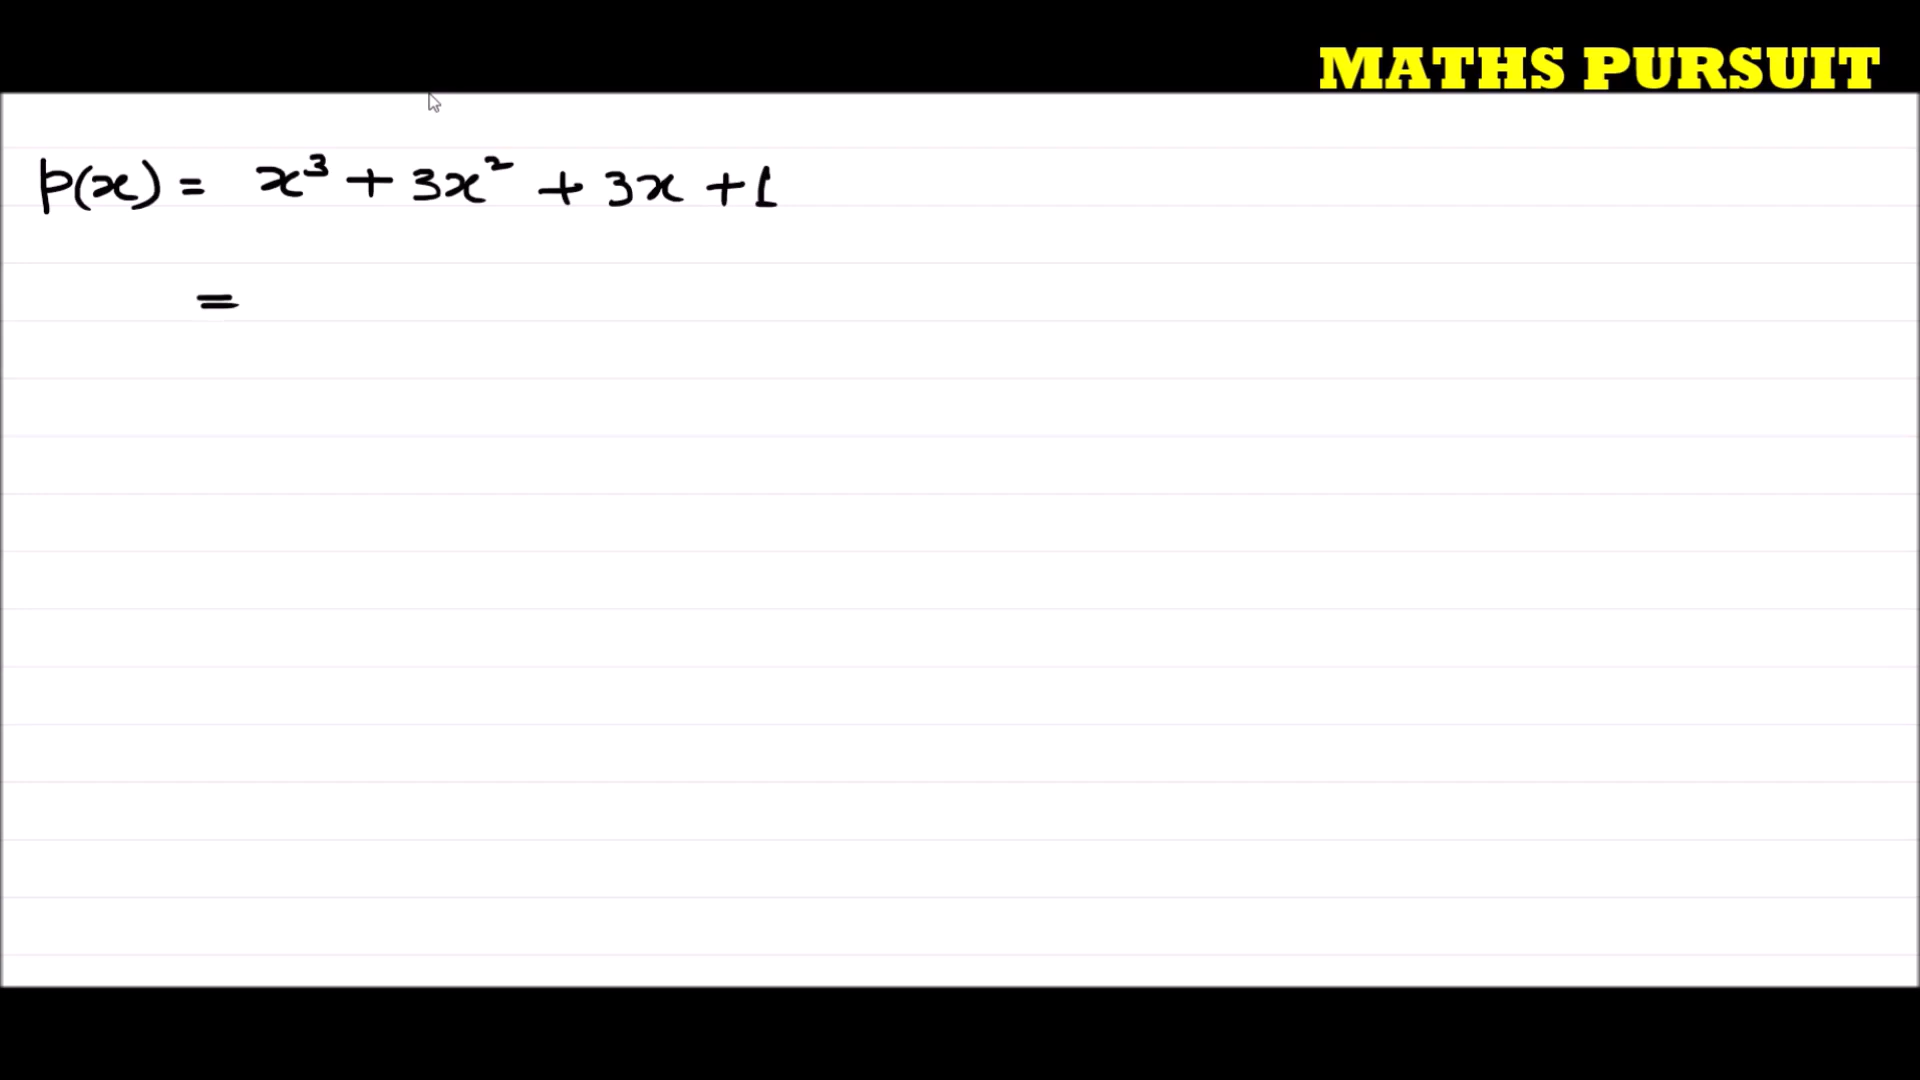 MATHS PURSUIT
p(x) = x³ + 3x² + 3x + 1
=